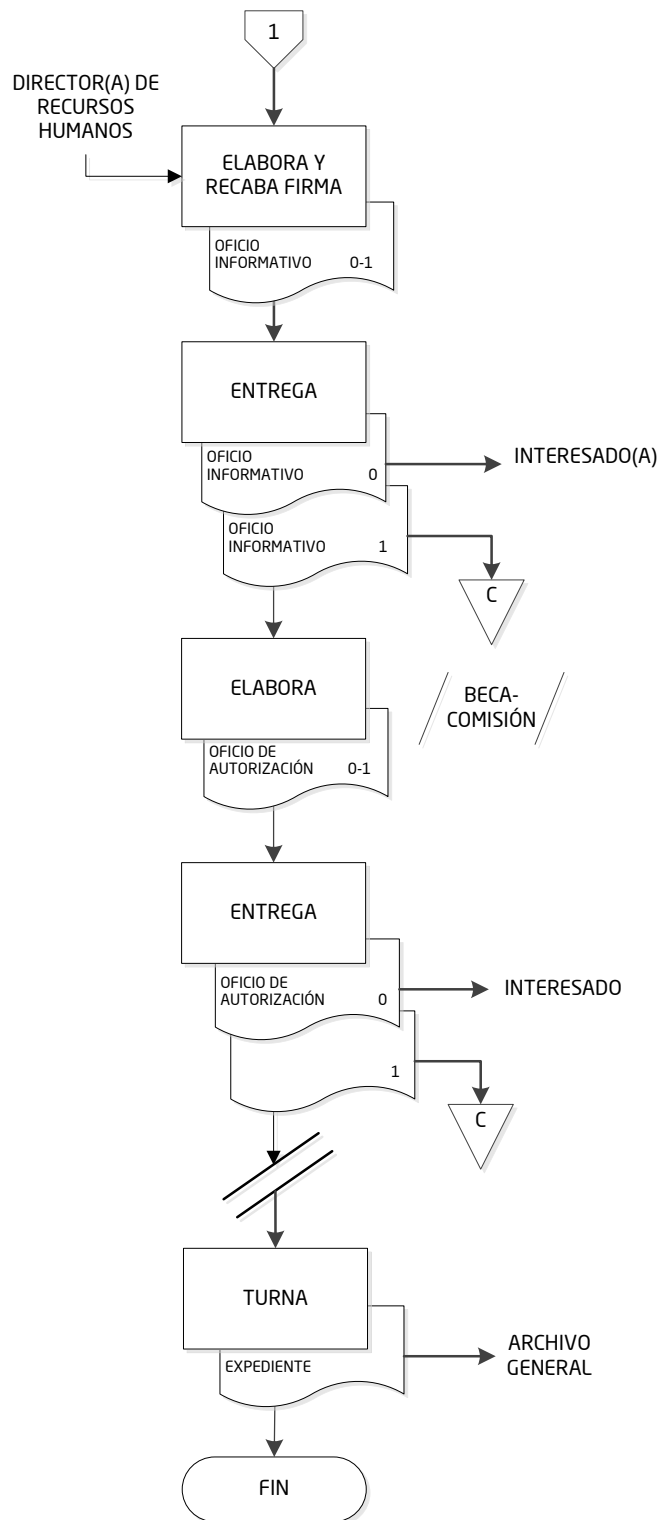 1
DIRECTOR(A) DE
RECURSOS
HUMANOS
ELABORA Y
RECABA FIRMA
OFICIO
INFORMATIVO 0-1
ENTREGA
OFICIO
INFORMATIVO 0
INTERESADO(A)
OFICIO
INFORMATIVO 1
C
ELABORA
BECA-
COMISIÓN
OFICIO DE
AUTORIZACIÓN 0-1
ENTREGA
OFICIO DE
AUTORIZACIÓN 0
INTERESADO
1
C
TURNA
EXPEDIENTE
ARCHIVO
GENERAL
FIN